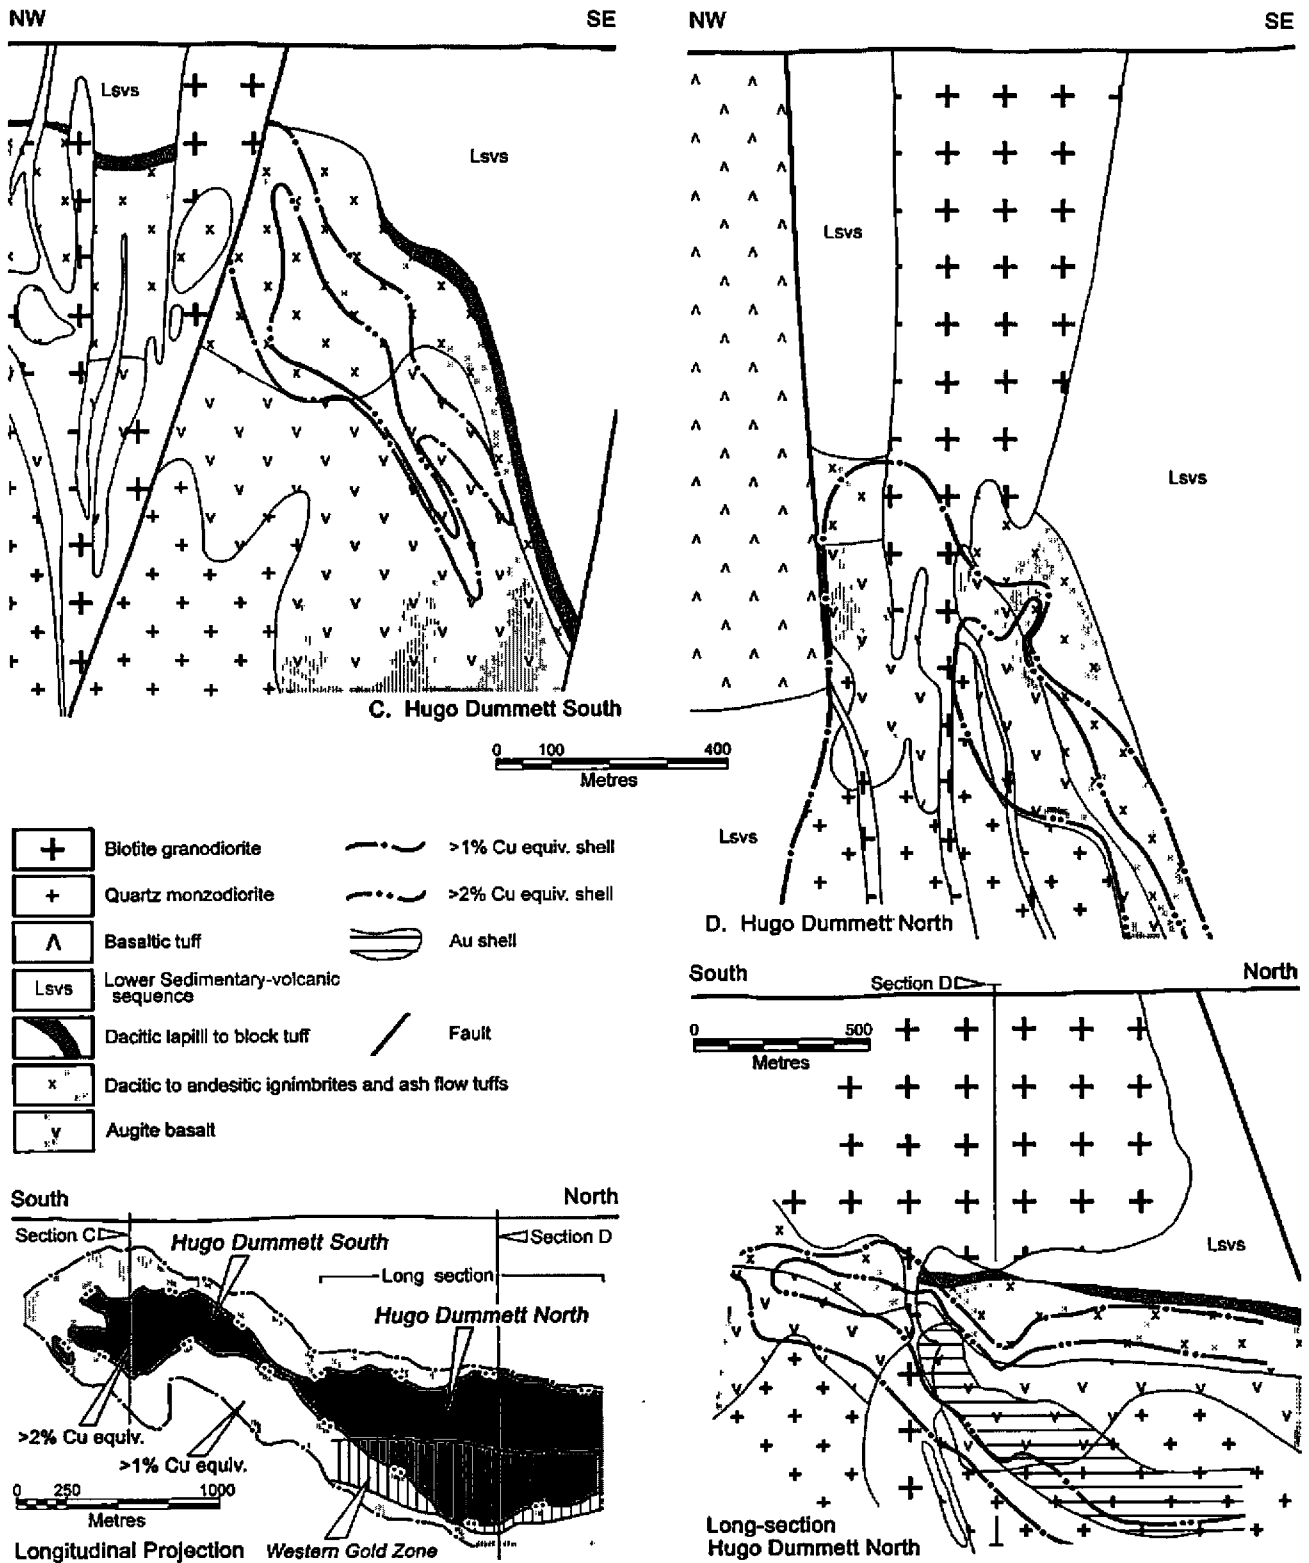 NW SE
Lsvs
Lsvs
C. Hugo Dummett South
NW SE
Lsvs
Lsvs
Lsvs
D. Hugo Dummett North
0 100 400
Metres
Biotite granodiorite
Quartz monzodiorite
Basaltic tuff
Lsvs
Lower Sedimentary-volcanic
sequence
Dacitic lapilli to block tuff
Dacitic to andesitic ignimbrites and ash flow tuffs
Augite basalt
>1% Cu equiv. shell
>2% Cu equiv. shell
Au shell
Fault
South North
Section C
Section D
Hugo Dummett South
Long section
Hugo Dummett North
>2% Cu equiv.
>1% Cu equiv.
0 250 1000
Metres
Longitudinal Projection
Western Gold Zone
South North
Section D
0 500
Metres
Lsvs
Long-section
Hugo Dummett North